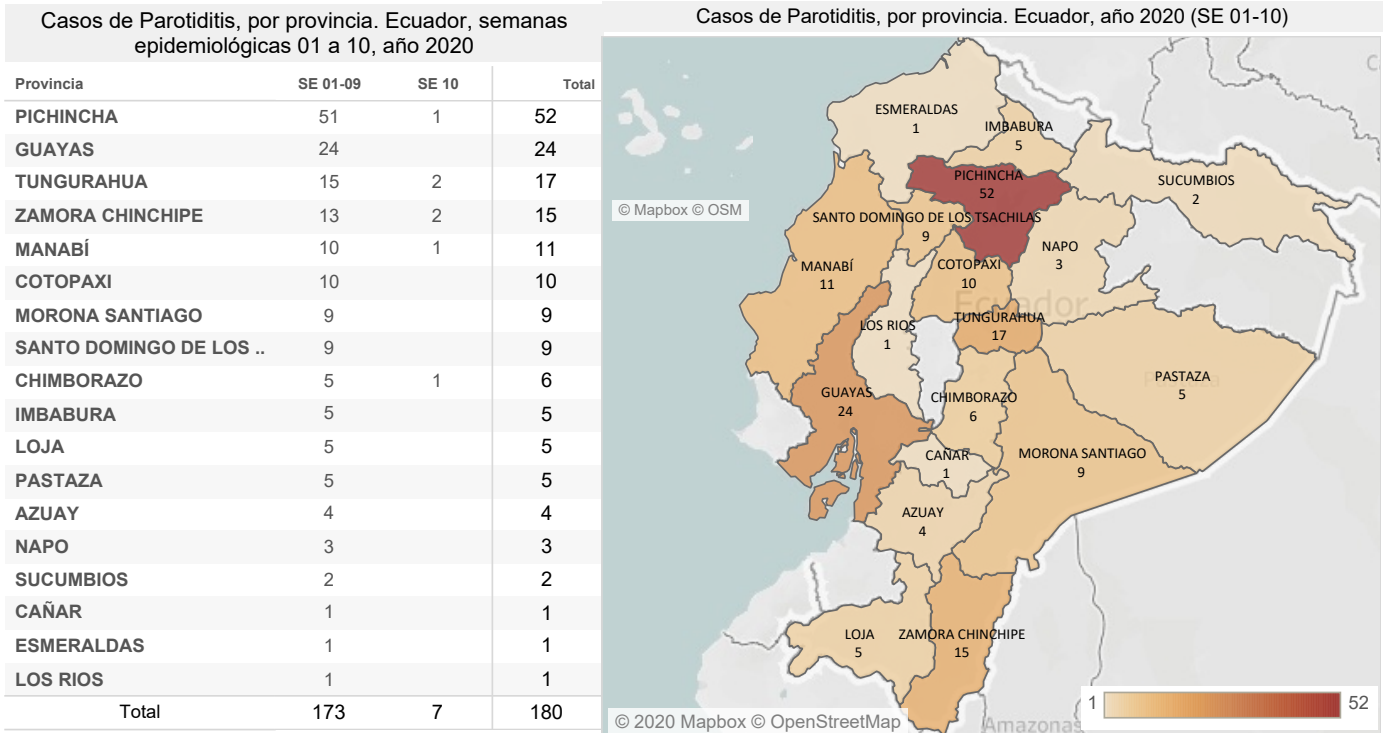 Casos de Parotiditis, por provincia. Ecuador, semanas
epidemiológicas 01 a 10, año 2020
Provincia SE 01-09 SE 10 Total
PICHINCHA 51 1 52
GUAYAS 24 24
TUNGURAHUA 15 2 17
ZAMORA CHINCHIPE 13 2 15
MANABÍ 10 1 11
COTOPAXI 10 10
MORONA SANTIAGO 9 9
SANTO DOMINGO DE LOS .. 9 9
CHIMBORAZO 5 1 6
IMBABURA 5 5
LOJA 5 5
PASTAZA 5 5
AZUAY 4 4
NAPO 3 3
SUCUMBIOS 2 2
CAÑAR 1 1
ESMERALDAS 1 1
LOS RIOS 1 1
Total 173 7 180
Casos de Parotiditis, por provincia. Ecuador, año 2020 (SE 01-10)
ESMERALDAS
1
IMBABURA
5
PICHINCHA
52
SUCUMBIOS
2
© Mapbox © OSM
SANTO DOMINGO DE LOS TSACHILAS
9
NAPO
3
MANABÍ
11
COTOPAXI
10
Ecuador
TUNGURAHUA
17
LOS RIOS
1
PASTAZA
5
GUAYAS
24
CHIMBORAZO
6
CAÑAR
1
MORONA SANTIAGO
9
AZUAY
4
LOJA
5
ZAMORA CHINCHIPE
15
1 52
© 2020 Mapbox © OpenStreetMap
Amazonas